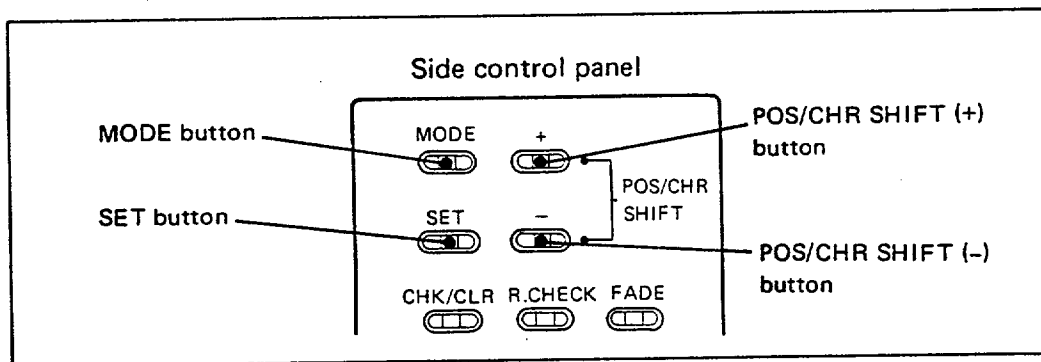 Side control panel
MODE button
MODE
+
POS/CHR SHIFT (+)
button
POS/CHR
SHIFT
SET button
SET
–
POS/CHR SHIFT (–)
button
CHK/CLR R.CHECK FADE